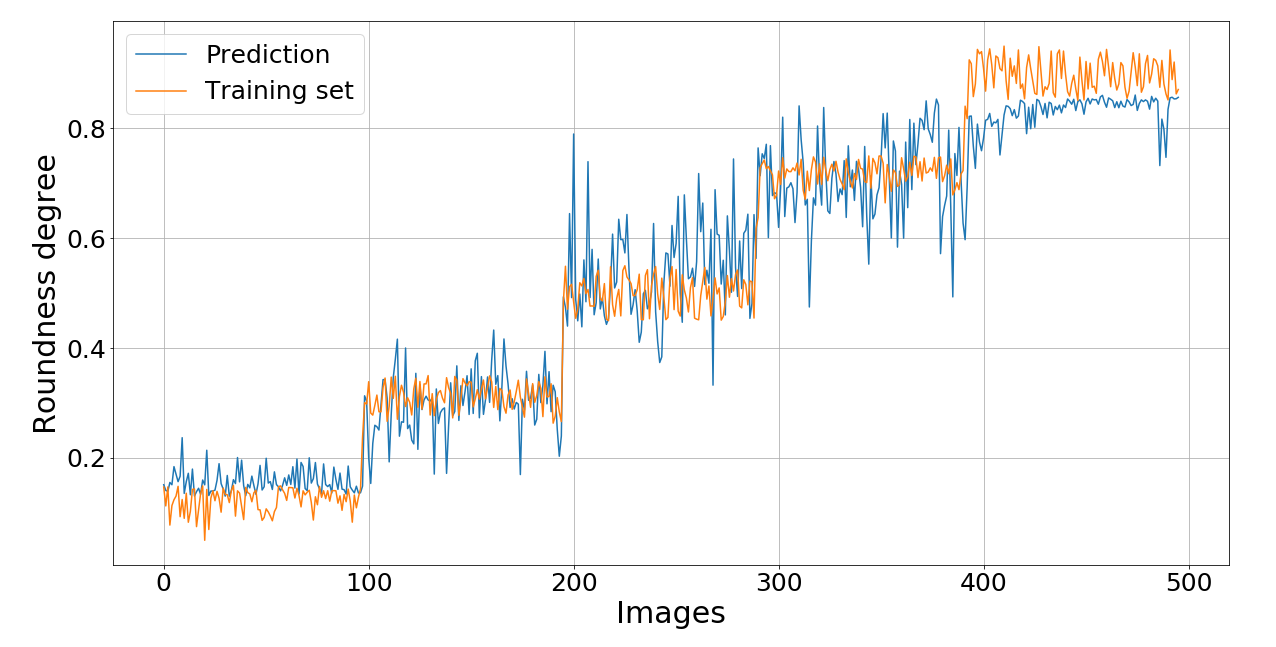 Prediction
Training set
0.8
0.6
0.4
0.2
Roundness degree
0 100 200 300 400 500
Images